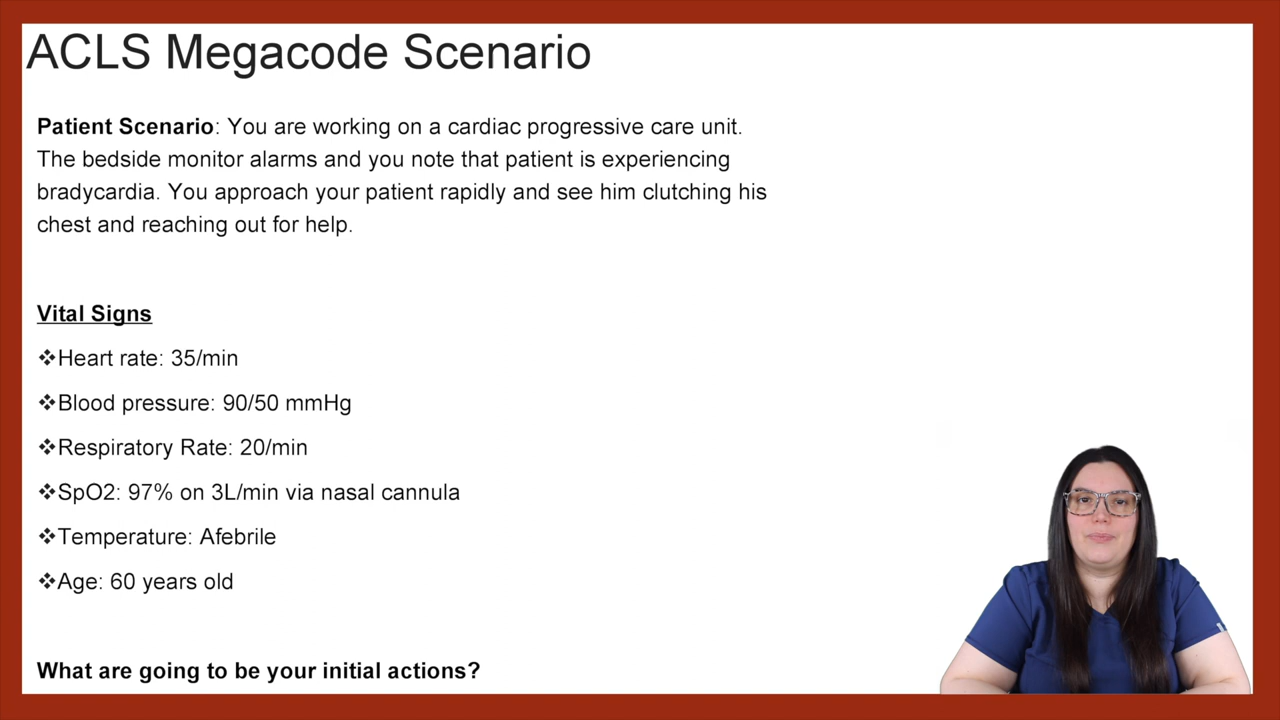 ACLS Megacode Scenario
Patient Scenario: You are working on a cardiac progressive care unit.
The bedside monitor alarms and you note that patient is experiencing
bradycardia. You approach your patient rapidly and see him clutching his
chest and reaching out for help.
Vital Signs
❖Heart rate: 35/min
❖Blood pressure: 90/50 mmHg
❖Respiratory Rate: 20/min
❖SpO2: 97% on 3L/min via nasal cannula
❖Temperature: Afebrile
❖Age: 60 years old
What are going to be your initial actions?